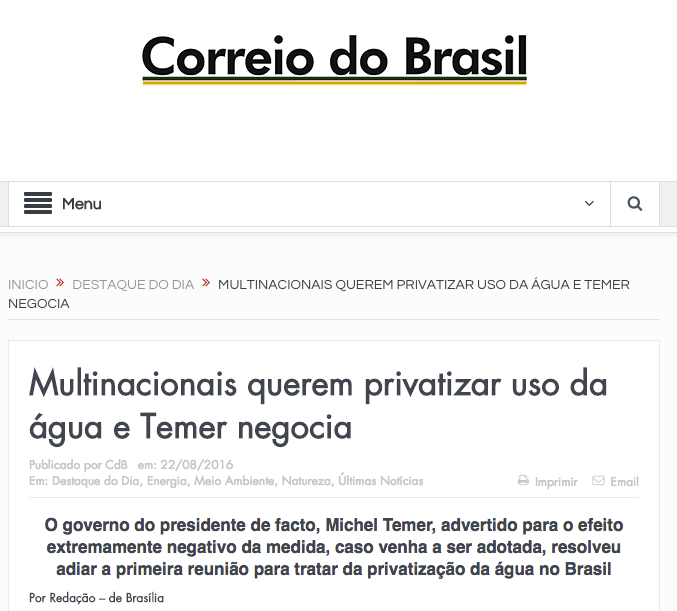 Correio do Brasil
Menu
INICIO » DESTAQUE DO DIA » MULTINACIONAIS QUEREM PRIVATIZAR USO DA ÁGUA E TEMER
NEGOCIA
Multinacionais querem privatizar uso da
água e Temer negocia
Publicado por CdB em: 22/08/2016
Em: Destaque do Dia, Energia, Meio Ambiente, Natureza, Últimas Notícias
Imprimir Email
O governo do presidente de facto, Michel Temer, advertido para o efeito
extremamente negativo da medida, caso venha a ser adotada, resolveu
adiar a primeira reunião para tratar da privatização da água no Brasil
Por Redação – de Brasília